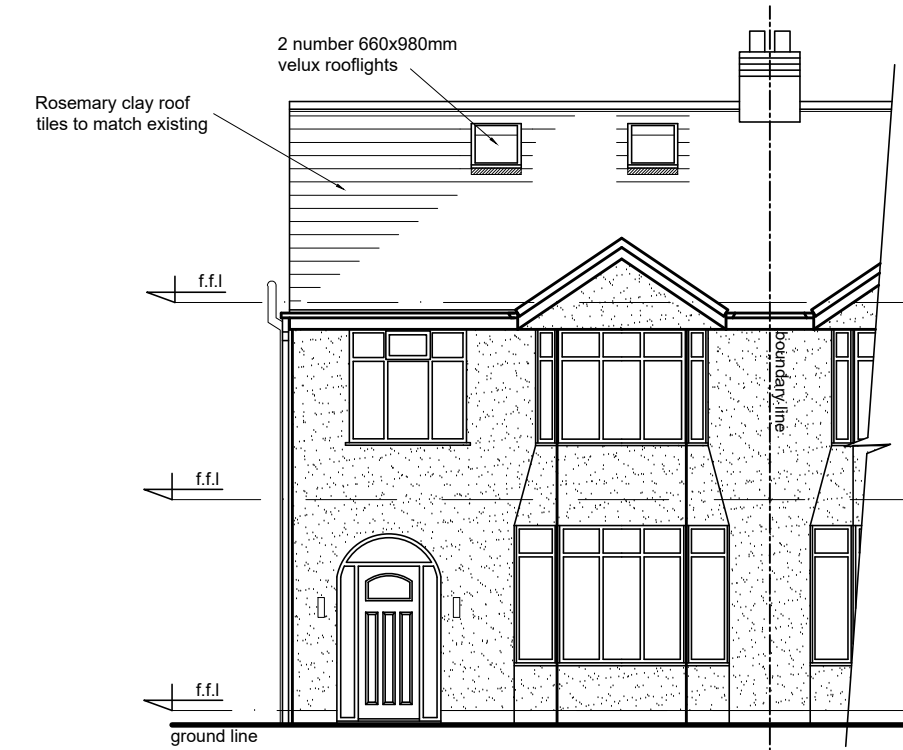 2 number 660x980mm
velux rooflights
Rosemary clay roof
tiles to match existing
f.f.l
boundary line
f.f.l
f.f.l
ground line